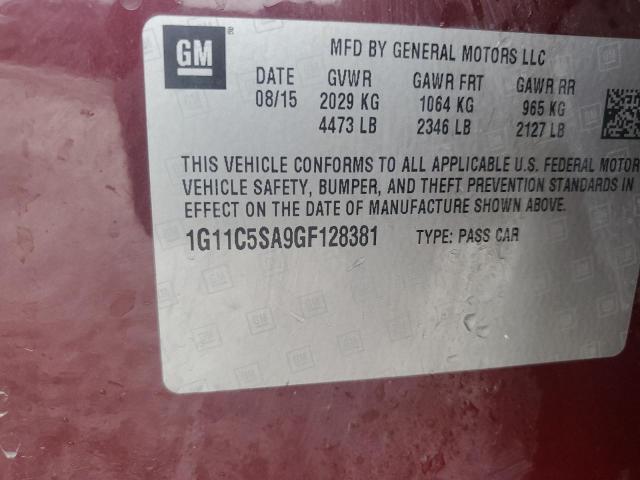 GM ®
MFD BY GENERAL MOTORS LLC
DATE GVWR GAWR FRT GAWR RR
08/15 2029 KG 1064 KG 965 KG
4473 LB 2346 LB 2127 LB
THIS VEHICLE CONFORMS TO ALL APPLICABLE U.S. FEDERAL MOTOR
VEHICLE SAFETY, BUMPER, AND THEFT PREVENTION STANDARDS IN
EFFECT ON THE DATE OF MANUFACTURE SHOWN ABOVE.
1G11C5SA9GF128381 TYPE: PASS CAR